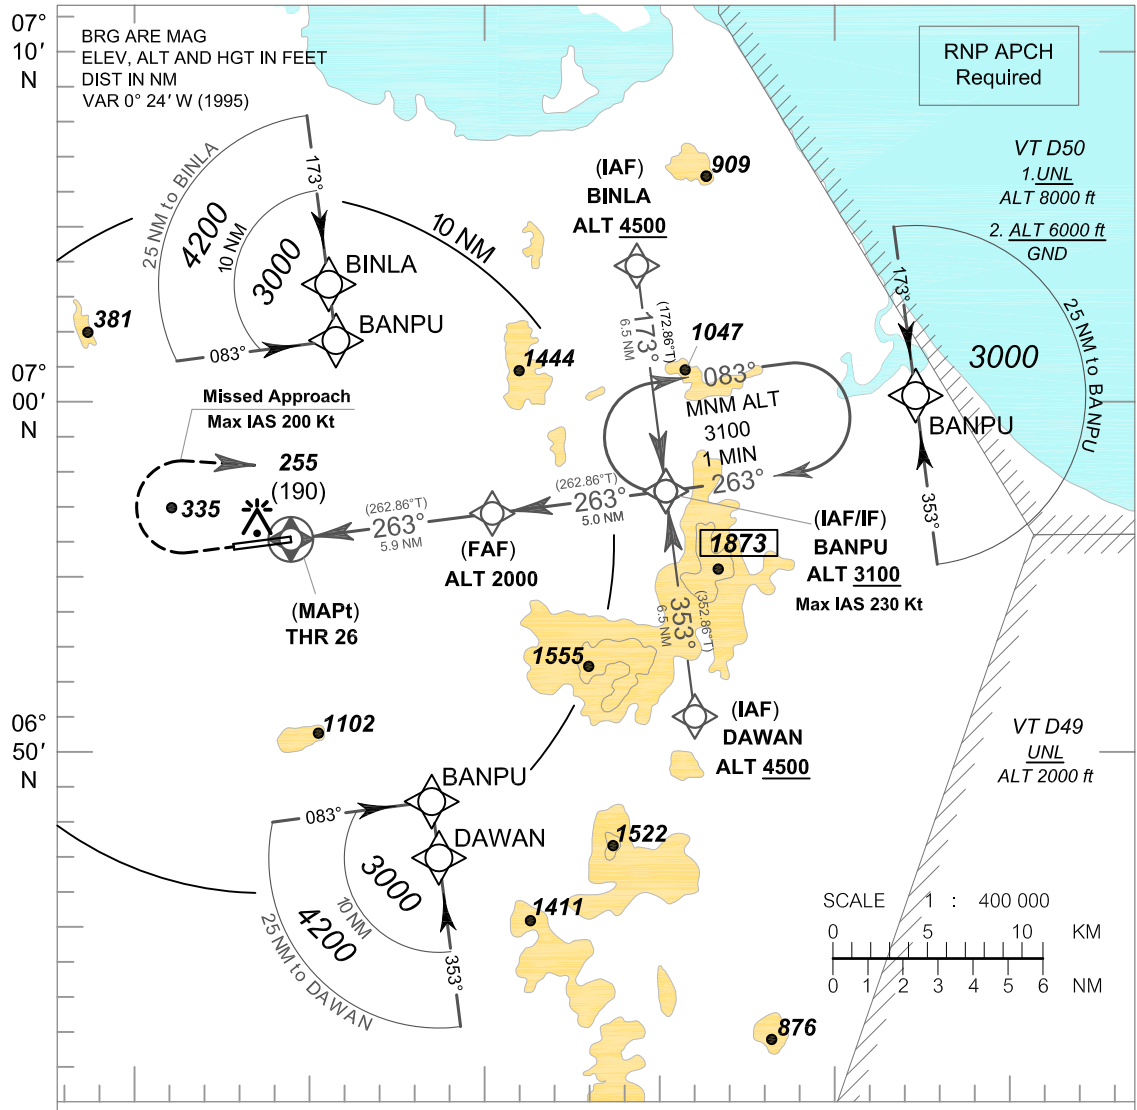 07°
10'
N
BRG ARE MAG
ELEV, ALT AND HGT IN FEET
DIST IN NM
VAR 0° 24' W (1995)
RNP APCH
Required
VT D50
1.UNL
ALT 8000 ft
2. ALT 6000 ft
GND
25 NM to BINLA
4200
10 NM
3000
173°
083°
BINLA
BANPU
10 NM
(IAF)
BINLA
ALT 4500
909
381
1444
(172.86°T)
173°
6.5 NM
1047
083°
MNM ALT
3100
1 MIN
263°
173°
25 NM to BANPU
3000
BANPU
353°
07°
00'
N
Missed Approach
Max IAS 200 Kt
255
(190)
335
(262.86°T)
263°
5.9 NM
(262.86°T)
263°
5.0 NM
(FAF)
ALT 2000
(IAF/IF)
BANPU
ALT 3100
Max IAS 230 Kt
1873
(MAPt)
THR 26
(352.86°T)
353°
6.5 NM
1555
06°
50'
N
1102
(IAF)
DAWAN
ALT 4500
VT D49
UNL
ALT 2000 ft
BANPU
083°
DAWAN
3000
10 NM
4200
25 NM to DAWAN
353°
1522
1411
876
SCALE 1 : 400 000
0 5 10 KM
0 1 2 3 4 5 6 NM